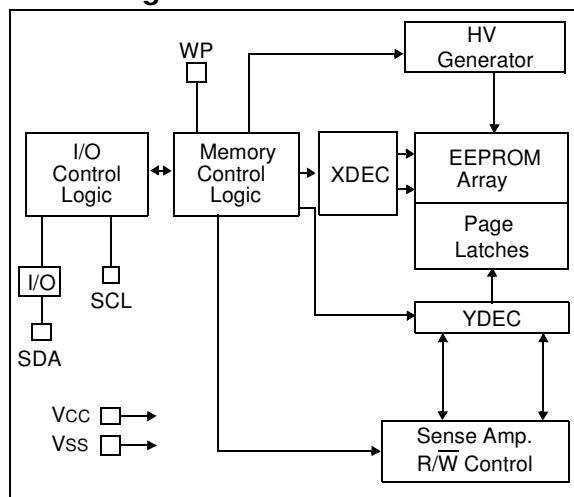 WP
HV
Generator
I/O
Control
Logic
Memory
Control
Logic
XDEC
EEPROM
Array
Page
Latches
I/O
SCL
SDA
YDEC
VCC
VSS
Sense Amp.
R/W̅ Control